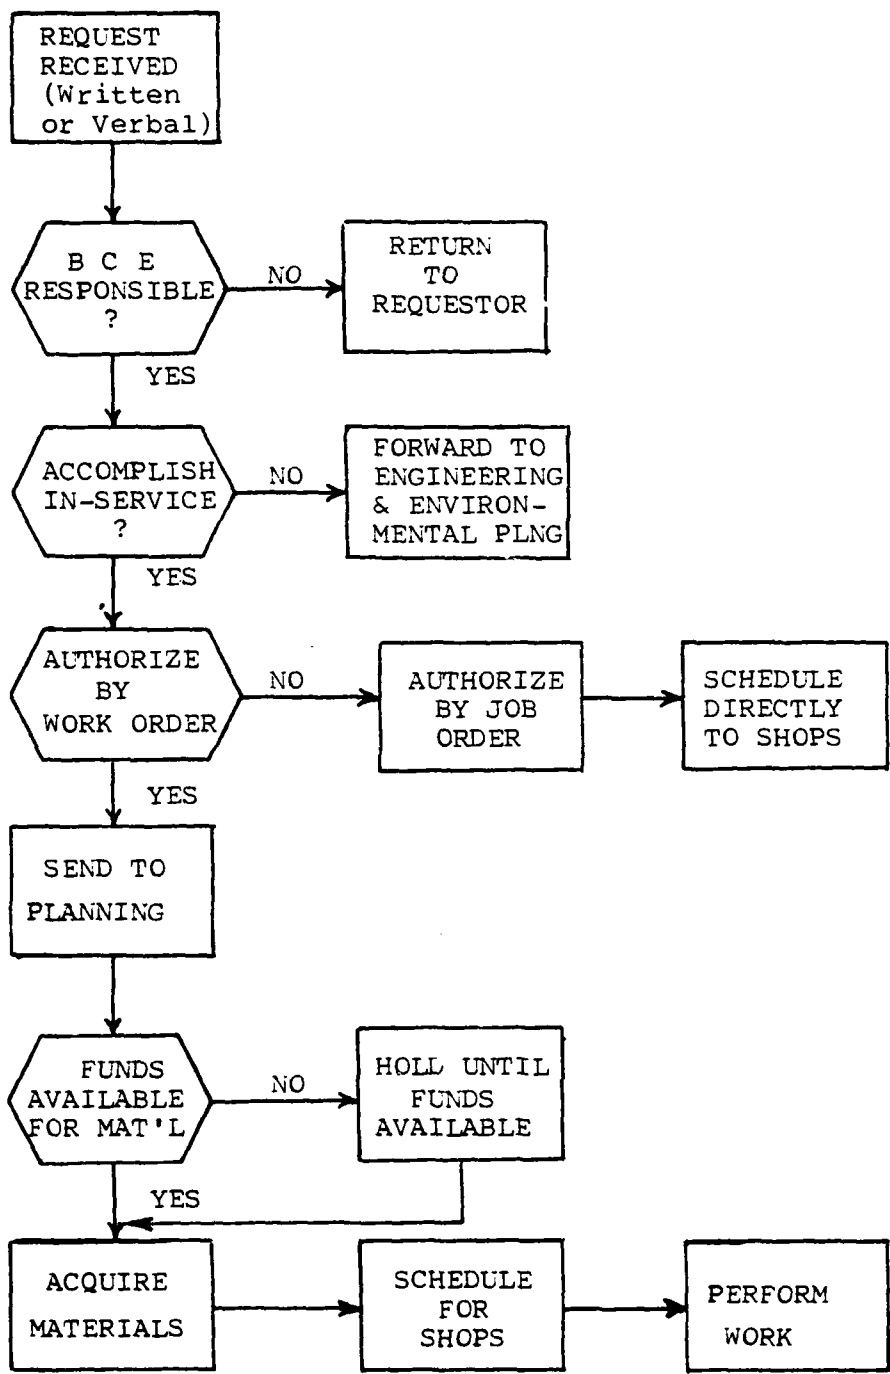 REQUEST
RECEIVED
(Written
or Verbal)
B C E
RESPONSIBLE
?
NO
RETURN
TO
REQUESTOR
YES
ACCOMPLISH
IN-SERVICE
?
NO
FORWARD TO
ENGINEERING
& ENVIRON-
MENTAL PLNG
YES
AUTHORIZE
BY
WORK ORDER
NO
AUTHORIZE
BY JOB
ORDER
SCHEDULE
DIRECTLY
TO SHOPS
YES
SEND TO
PLANNING
FUNDS
AVAILABLE
FOR MAT'L
NO
HOLD UNTIL
FUNDS
AVAILABLE
YES
ACQUIRE
MATERIALS
SCHEDULE
FOR
SHOPS
PERFORM
WORK